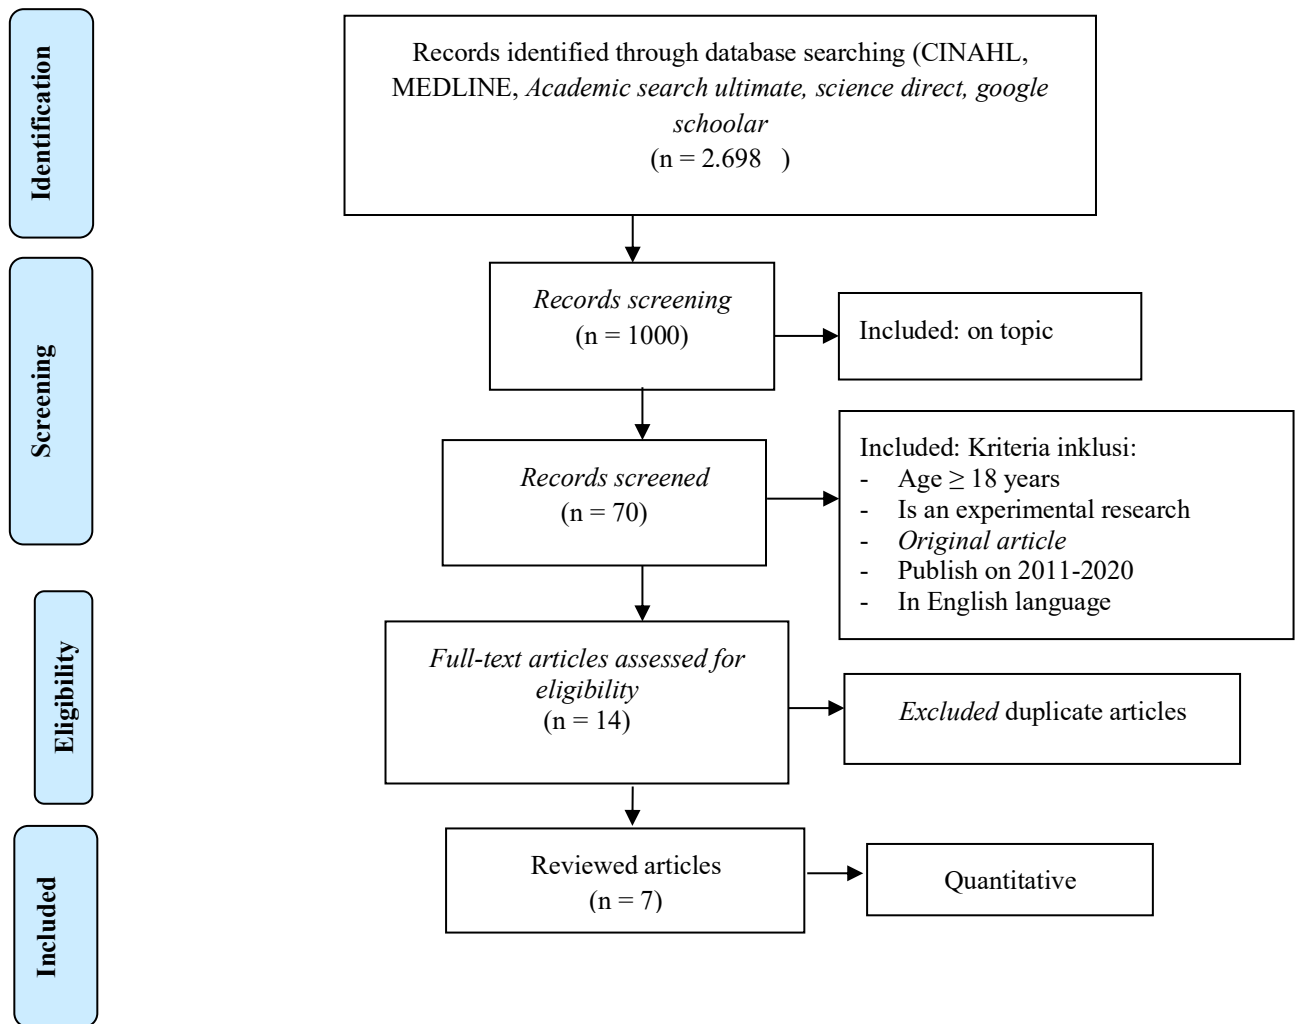 Identification
Records identified through database searching (CINAHL,
MEDLINE, Academic search ultimate, science direct, google
schoolar
(n = 2.698 )
Screening
Records screening
(n = 1000)
Included: on topic
Records screened
(n = 70)
Included: Kriteria inklusi:
- Age ≥ 18 years
- Is an experimental research
- Original article
- Publish on 2011-2020
- In English language
Eligibility
Full-text articles assessed for
eligibility
(n = 14)
Excluded duplicate articles
Included
Reviewed articles
(n = 7)
Quantitative